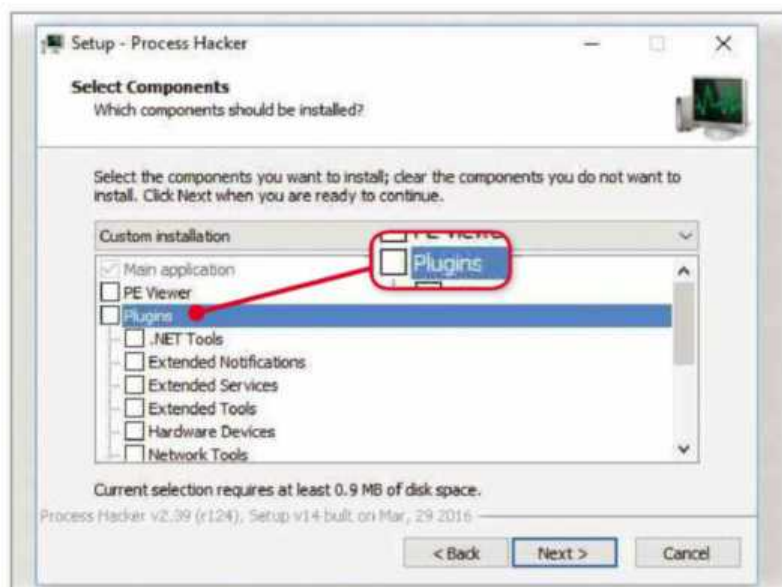 Setup - Process Hacker
Select Components
Which components should be installed?
Select the components you want to install; clear the components you do not want to
install. Click Next when you are ready to continue.
Custom installation
Main application
PE Viewer
Plugins
Plugins
.NET Tools
Extended Notifications
Extended Services
Extended Tools
Hardware Devices
Network Tools
Current selection requires at least 0.9 MB of disk space.
Process Hacker v2.39 (r124), Setup v14 built on Mar, 29 2016
< Back
Next >
Cancel